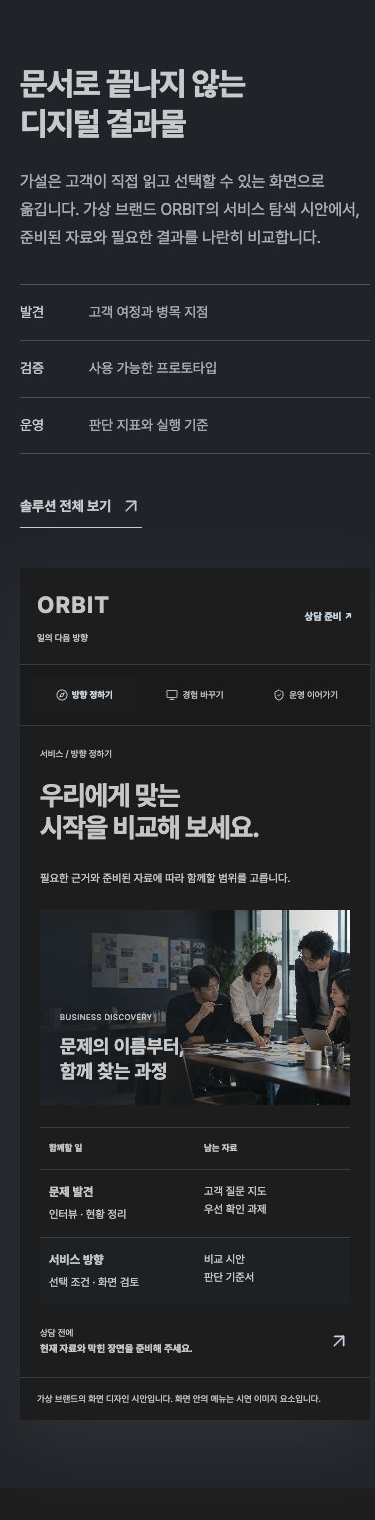 문서로 끝나지 않는
디지털 결과물
가설은 고객이 직접 읽고 선택할 수 있는 화면으로
옮깁니다. 가상 브랜드 ORBIT의 서비스 탐색 시안에서,
준비된 자료와 필요한 결과를 나란히 비교합니다.
발견 고객 여정과 병목 지점
검증 사용 가능한 프로토타입
운영 판단 지표와 실행 기준
솔루션 전체 보기
ORBIT
상담 준비
일의 다음 방향
방향 정하기 경험 바꾸기 운영 이어가기
서비스 / 방향 정하기
우리에게 맞는
시작을 비교해 보세요.
필요한 근거와 준비된 자료에 따라 함께할 범위를 고릅니다.
BUSINESS DISCOVERY
문제의 이름부터,
함께 찾는 과정
함께할 일 남는 자료
문제 발견 고객 질문 지도
인터뷰 · 현황 정리 우선 확인 과제
서비스 방향 비교 시안
선택 조건 · 화면 검토 판단 기준서
상담 전에
현재 자료와 막힌 장면을 준비해 주세요.
가상 브랜드의 화면 디자인 시안입니다. 화면 안의 메뉴는 시연 이미지 요소입니다.